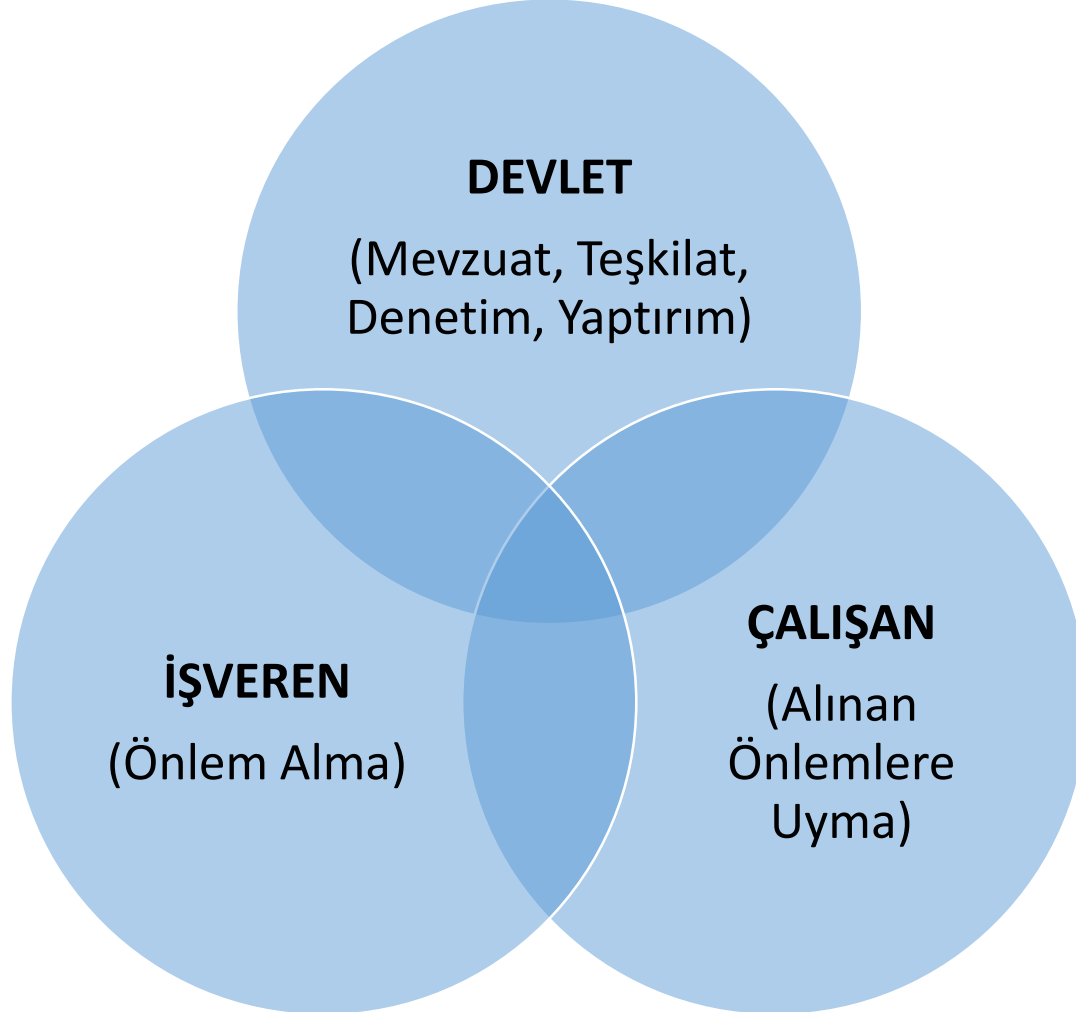 DEVLET
(Mevzuat, Teşkilat,
Denetim, Yaptırım)
İŞVEREN
(Önlem Alma)
ÇALIŞAN
(Alınan
Önlemlere
Uyma)